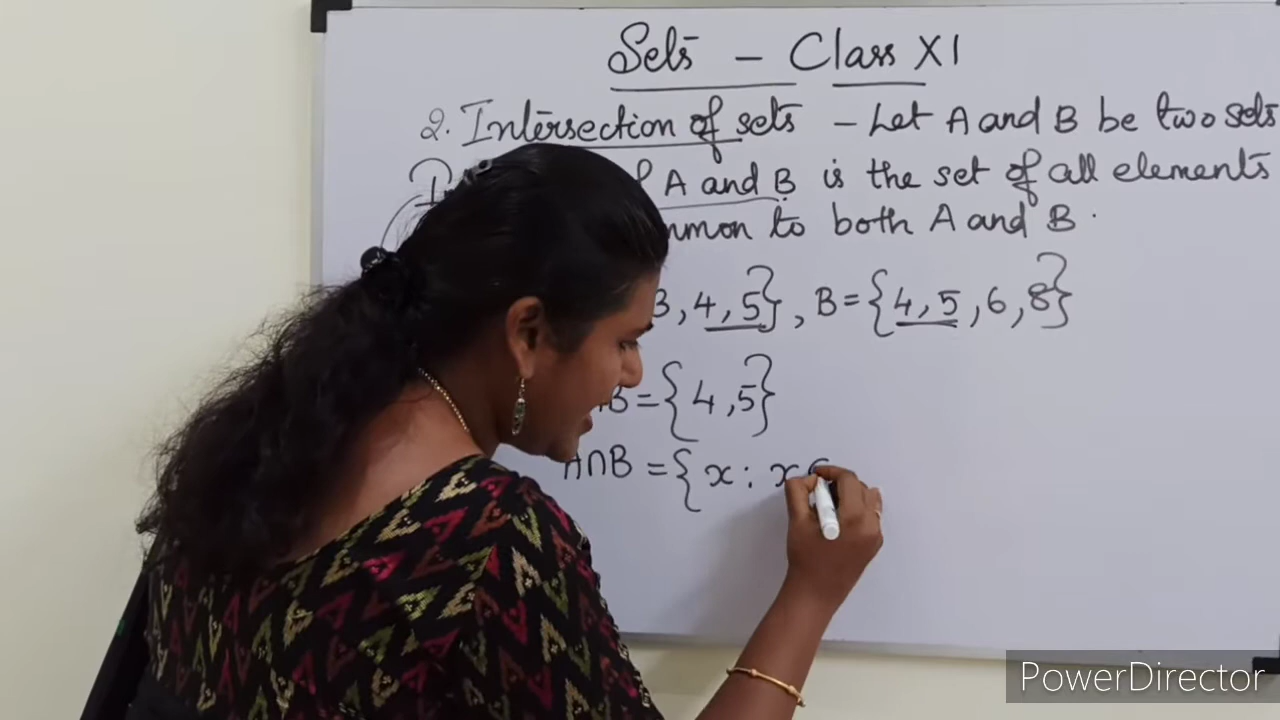 Sets - Class XI
2. Intersection of sets - Let A and B be two sets
A and B is the set of all elements
to both A and B.
3, 4, 5}, B = {4, 5, 6, 8}
B = {4, 5}
A∩B = {x : x
PowerDirector